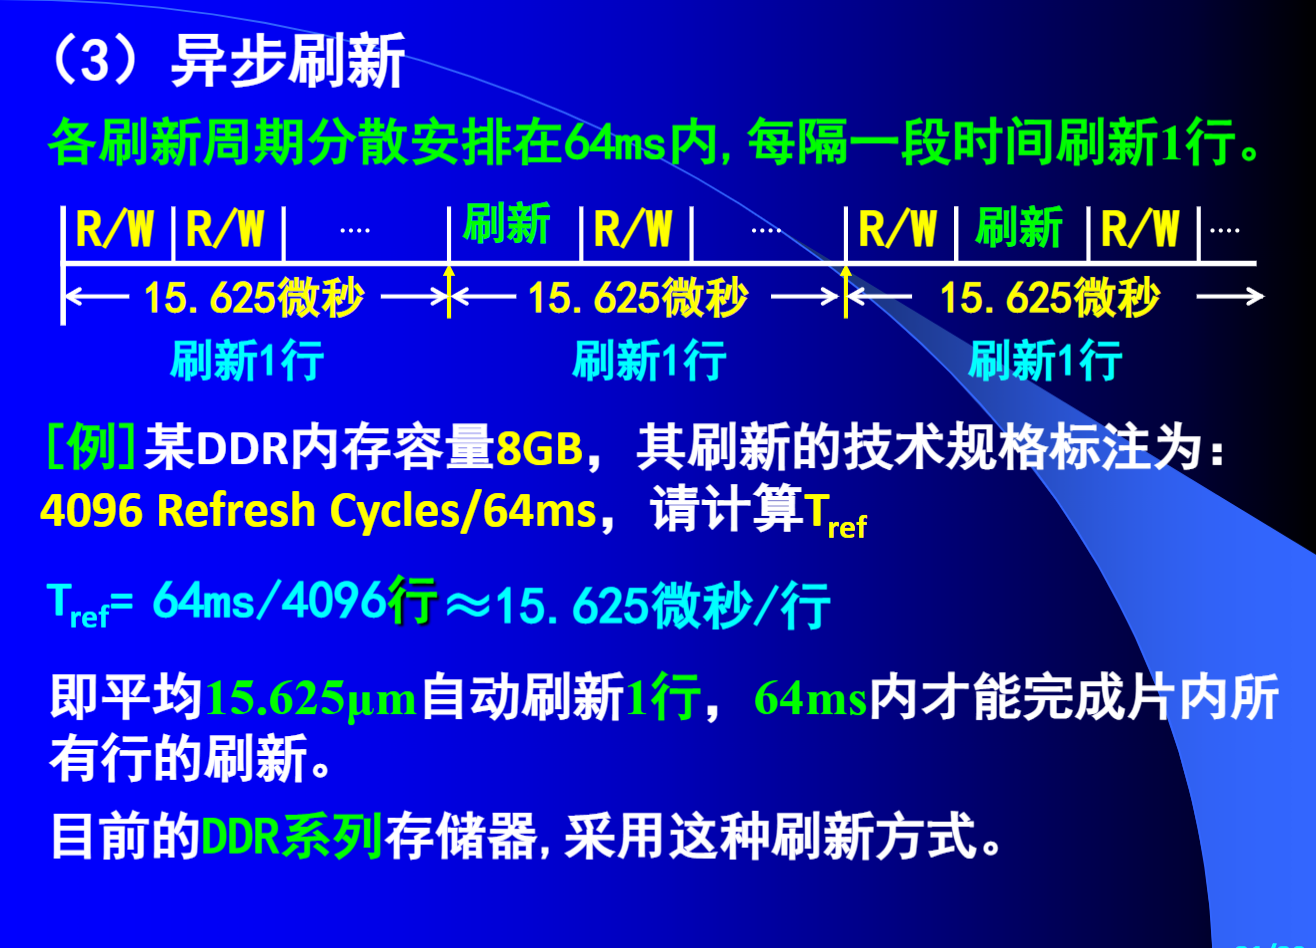 （3）异步刷新
各刷新周期分散安排在64ms内,每隔一段时间刷新1行。
R/W R/W .... 刷新 R/W .... R/W 刷新 R/W ....
15.625微秒 15.625微秒 15.625微秒
刷新1行 刷新1行 刷新1行
[例]某DDR内存容量8GB，其刷新的技术规格标注为：
4096 Refresh Cycles/64ms，请计算Tref
Tref= 64ms/4096行≈15.625微秒/行
即平均15.625μm自动刷新1行，64ms内才能完成片内所
有行的刷新。
目前的DDR系列存储器,采用这种刷新方式。